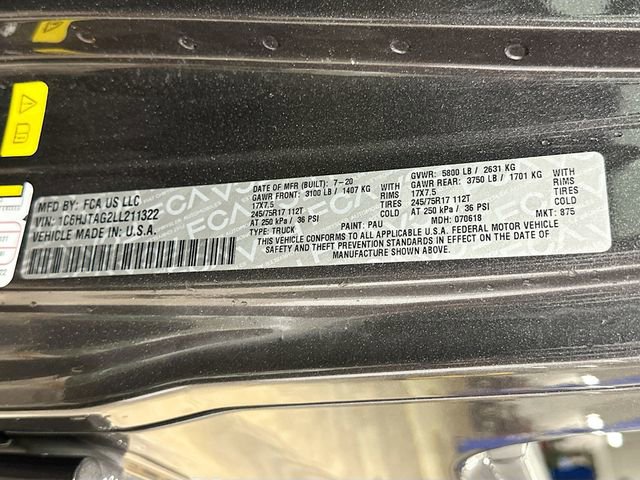 MFD. BY: FCA US LLC
VIN: 1C6HJTAG2LL211322
VEHICLE MADE IN: U.S.A.
DATE OF MFR (BUILT): 7-20
GAWR FRONT: 3100 LB / 1407 KG WITH
17X7.5 RIMS
245/75R17 112T TIRES
AT 250 kPa / 36 PSI COLD
TYPE: TRUCK PAINT: PAU
GVWR: 5800 LB / 2631 KG
GAWR REAR: 3750 LB / 1701 KG WITH
17X7.5 RIMS
245/75R17 112T TIRES
AT 250 kPa / 36 PSI COLD
MDH: 070618 MKT: 875
THIS VEHICLE CONFORMS TO ALL APPLICABLE U.S.A. FEDERAL MOTOR VEHICLE
SAFETY AND THEFT PREVENTION STANDARDS IN EFFECT ON THE DATE OF
MANUFACTURE SHOWN ABOVE.